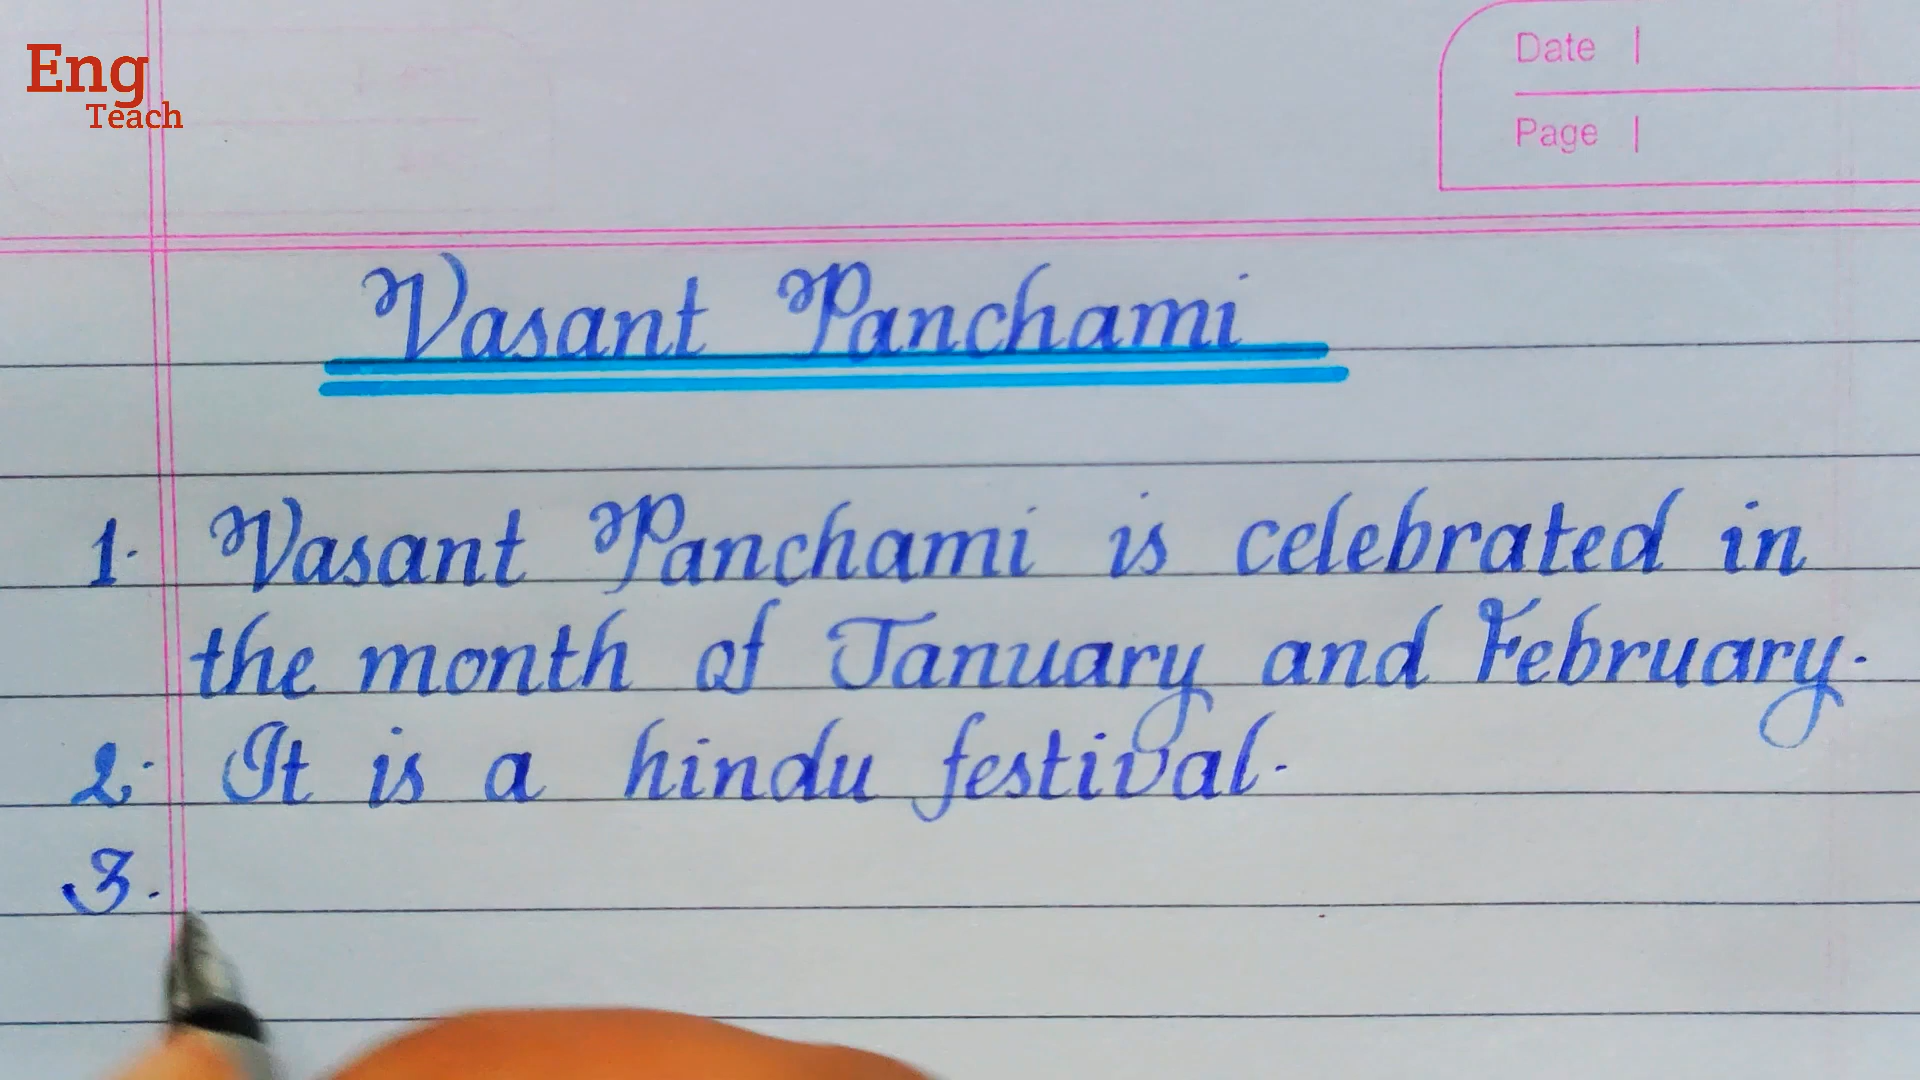 Eng
Teach
Date |
Page |
Vasant Panchami
1. Vasant Panchami is celebrated in
the month of January and February.
2. It is a hindu festival.
3.